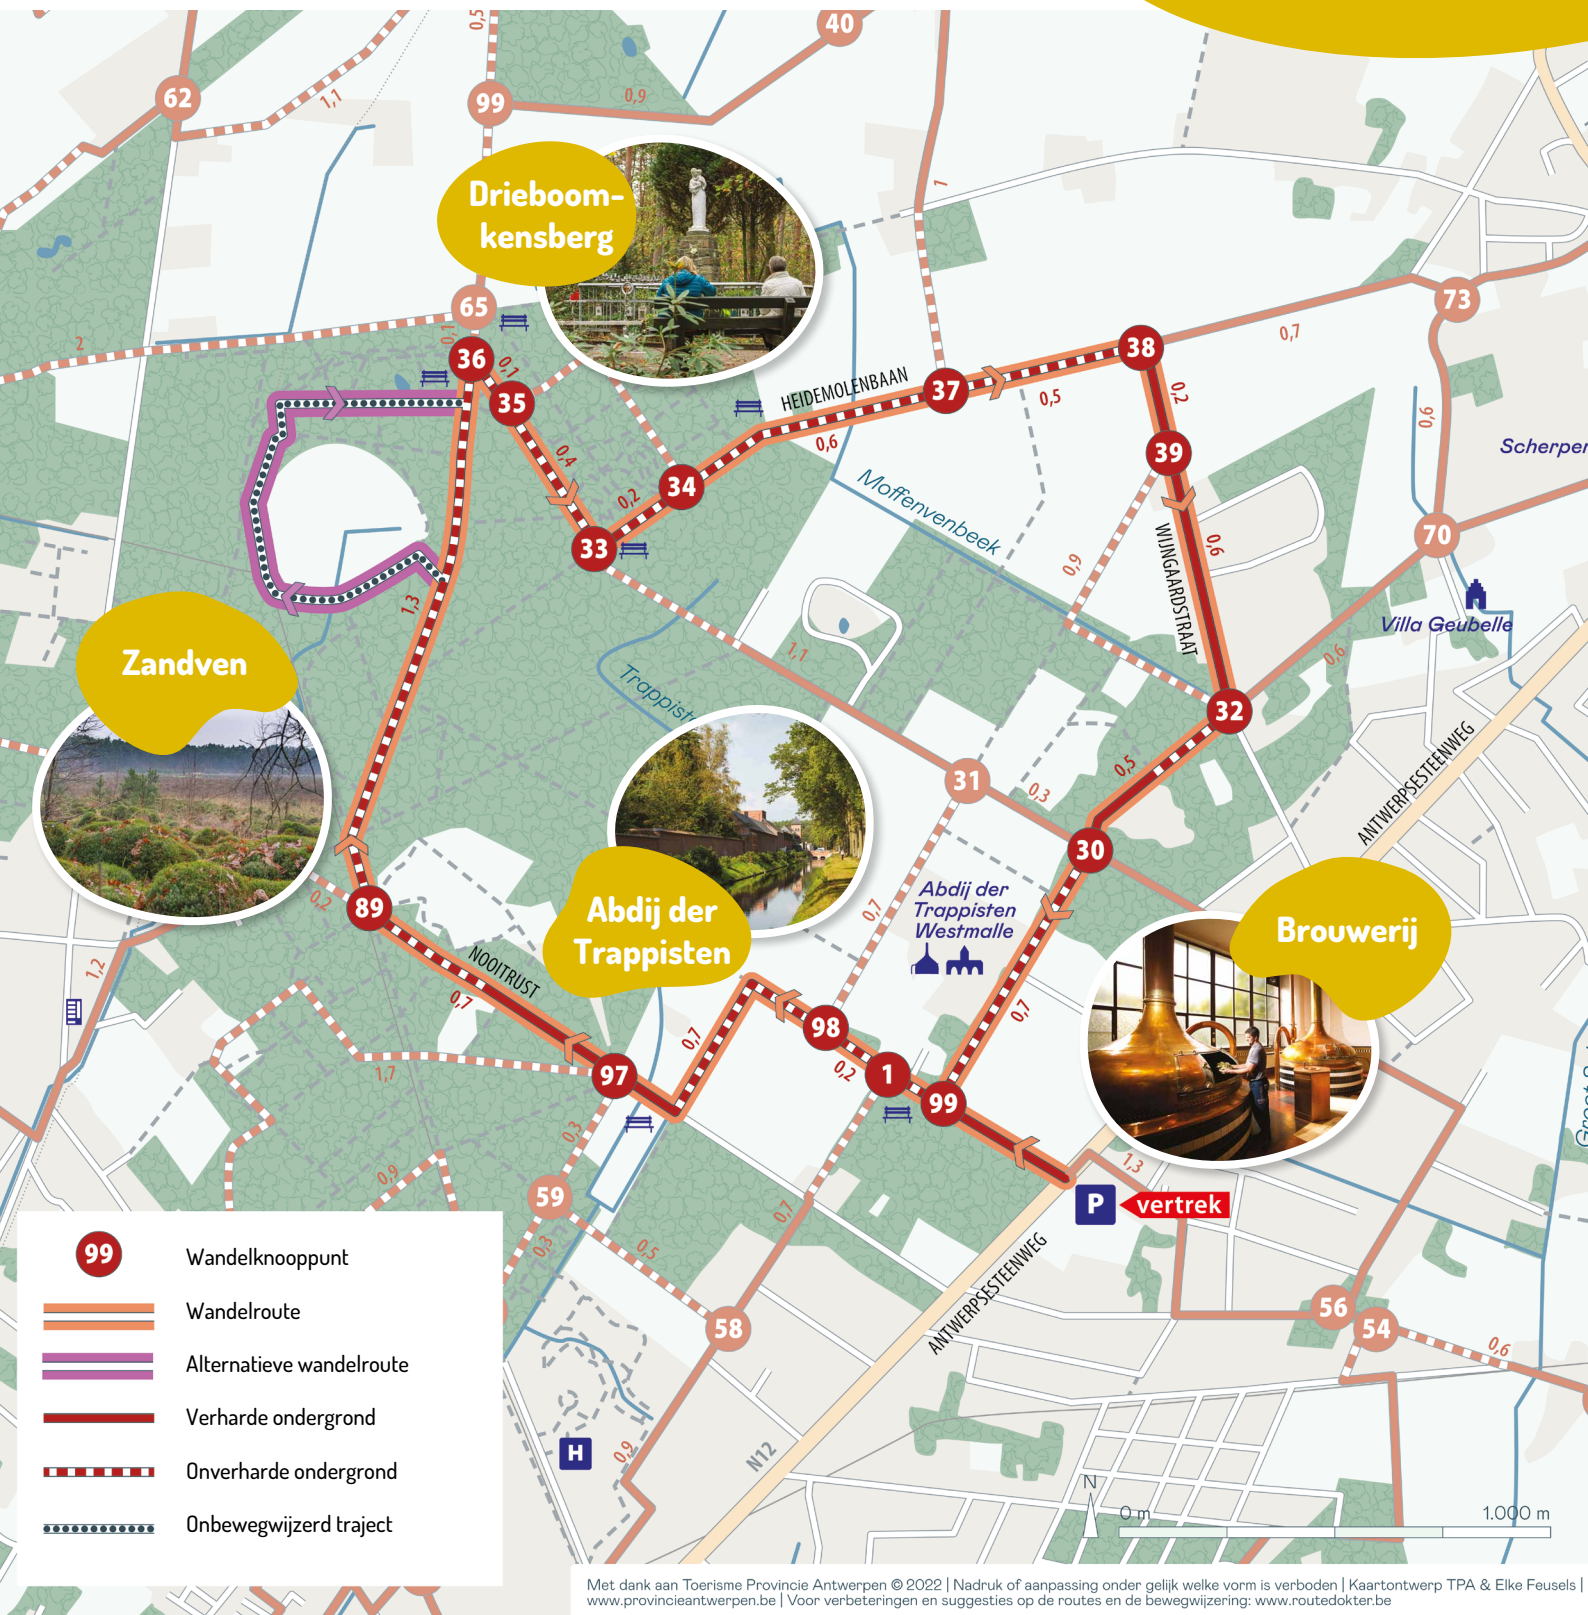 40
0,5
62
1,1
99
0,9
Drieboom-
kensberg
1
65
0,1
2
36
0,1
35
73
0,7
38
HEIDEMOLENBAAN
37
0,5
0,2
0,6
0,6
0,4
39
Scherpen
34
0,2
Moffenvenbeek
33
70
WIJNGAARDSTRAAT
0,6
0,9
1,3
Villa Geubelle
1,1
0,6
Zandven
Trappist
32
ANTWERPSESTEENWEG
0,5
31
0,3
30
Abdij der
Trappisten
Westmalle
0,7
0,2
89
Abdij der
Trappisten
Brouwerij
NOOITRUST
0,7
1,2
98
0,7
0,7
0,2
1
99
97
1,7
0,3
1,3
P
vertrek
0,9
59
0,7
0,3
0,5
ANTWERPSESTEENWEG
56
54
58
0,6
0,9
H
N12
99
Wandelknooppunt
Wandelroute
Alternatieve wandelroute
Verharde ondergrond
Onverharde ondergrond
Onbewegwijzerd traject
N
0 m
1.000 m
Met dank aan Toerisme Provincie Antwerpen © 2022 | Nadruk of aanpassing onder gelijk welke vorm is verboden | Kaartontwerp TPA & Elke Feusels |
www.provincieantwerpen.be | Voor verbeteringen en suggesties op de routes en de bewegwijzering: www.routedokter.be